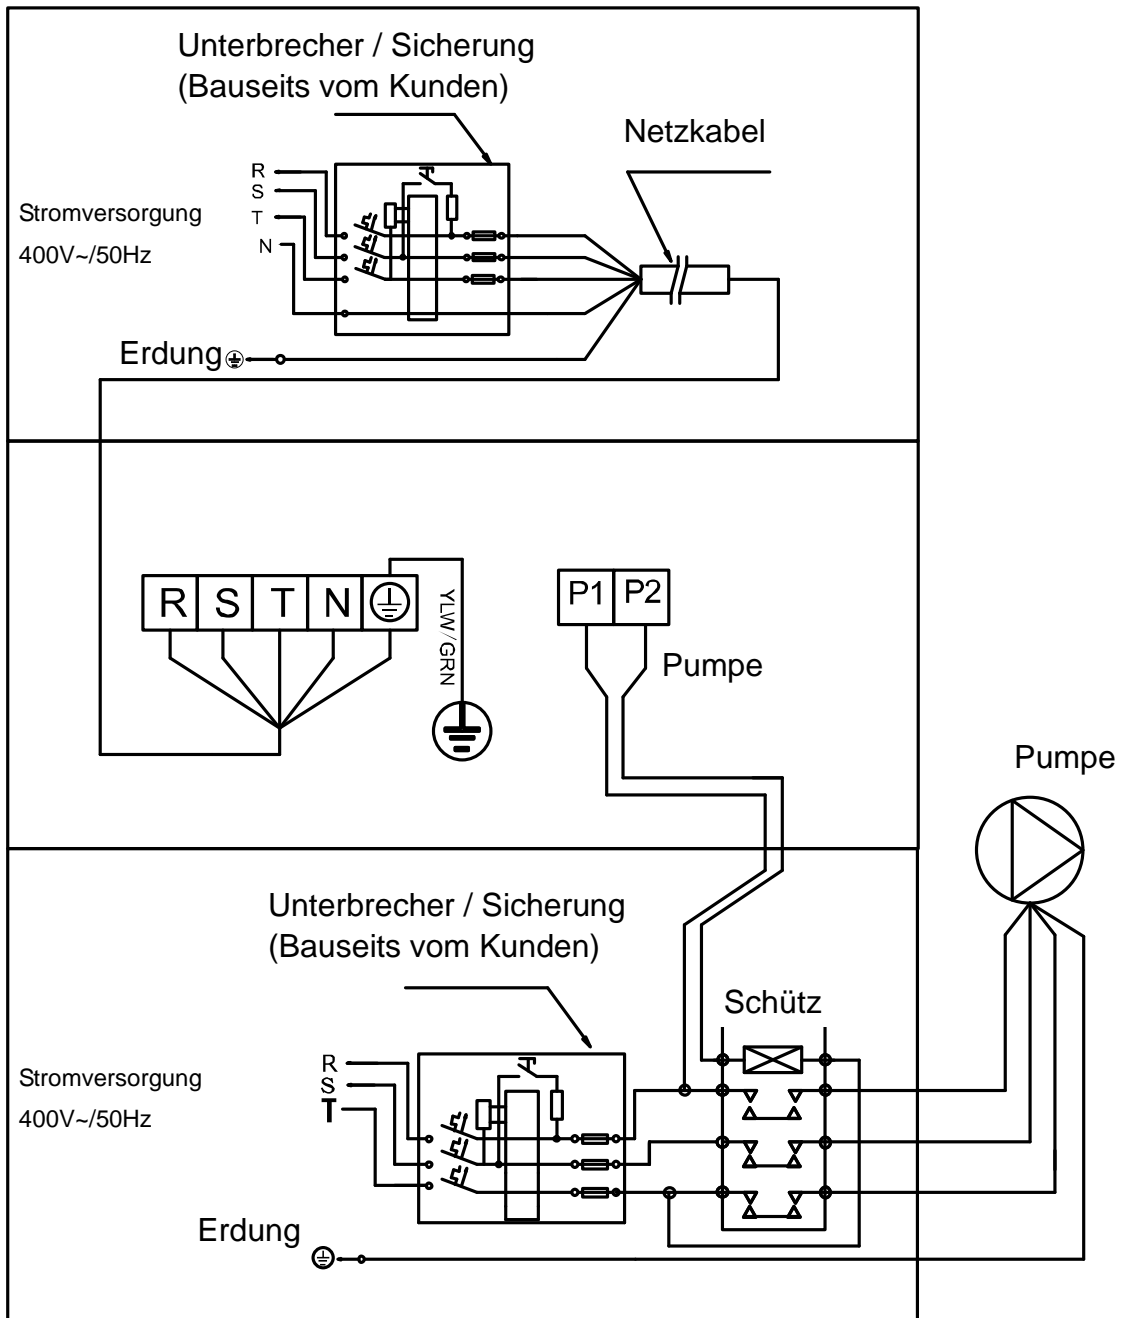 Unterbrecher / Sicherung
(Bauseits vom Kunden)
Netzkabel
R
S
T
N
Stromversorgung
400V~/50Hz
Erdung
R S T N
YLW/GRN
P1 P2
Pumpe
Pumpe
Unterbrecher / Sicherung
(Bauseits vom Kunden)
Schütz
R
S
T
Stromversorgung
400V~/50Hz
Erdung